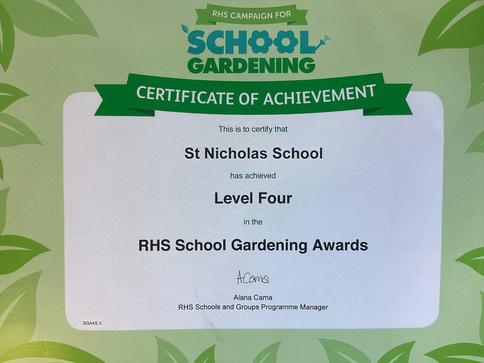 RHS CAMPAIGN FOR
SCHOOL
GARDENING
CERTIFICATE OF ACHIEVEMENT
This is to certify that
St Nicholas School
has achieved
Level Four
in the
RHS School Gardening Awards
ACama
Alana Cama
RHS Schools and Groups Programme Manager
SGA4S 3